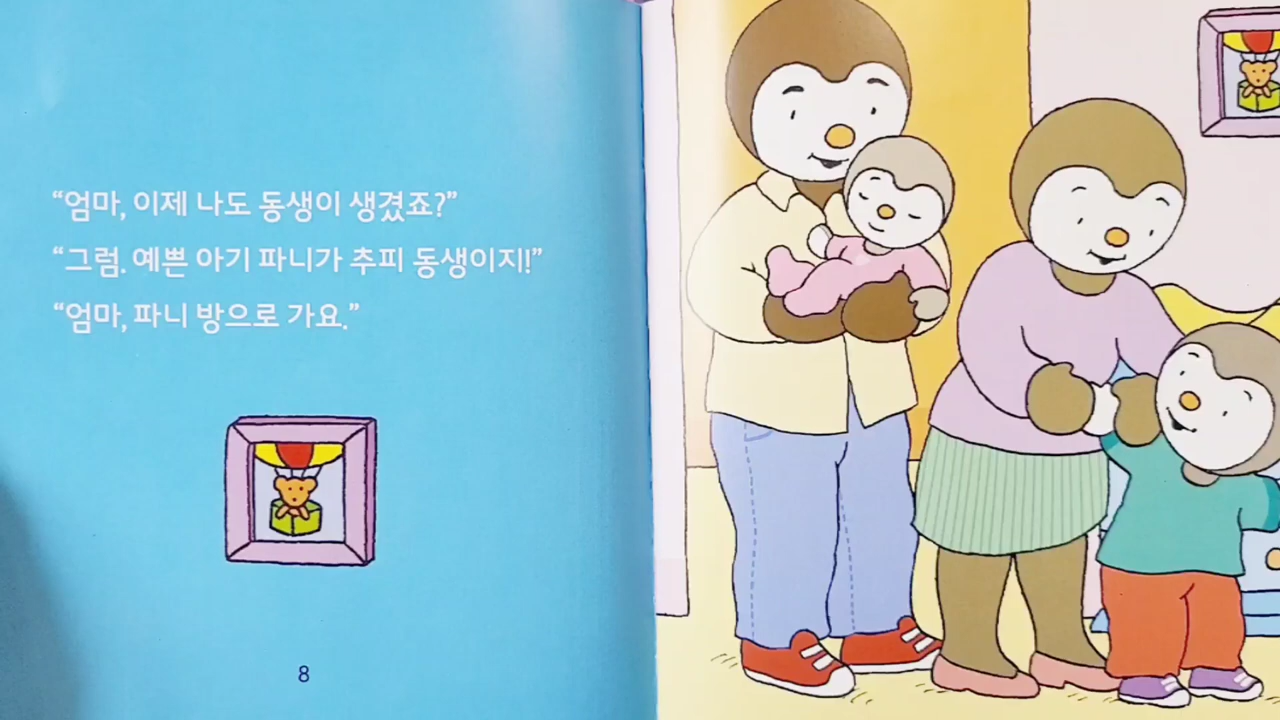 “엄마, 이제 나도 동생이 생겼죠?”
“그럼. 예쁜 아기 파니가 추피 동생이지!”
“엄마, 파니 방으로 가요.”
8